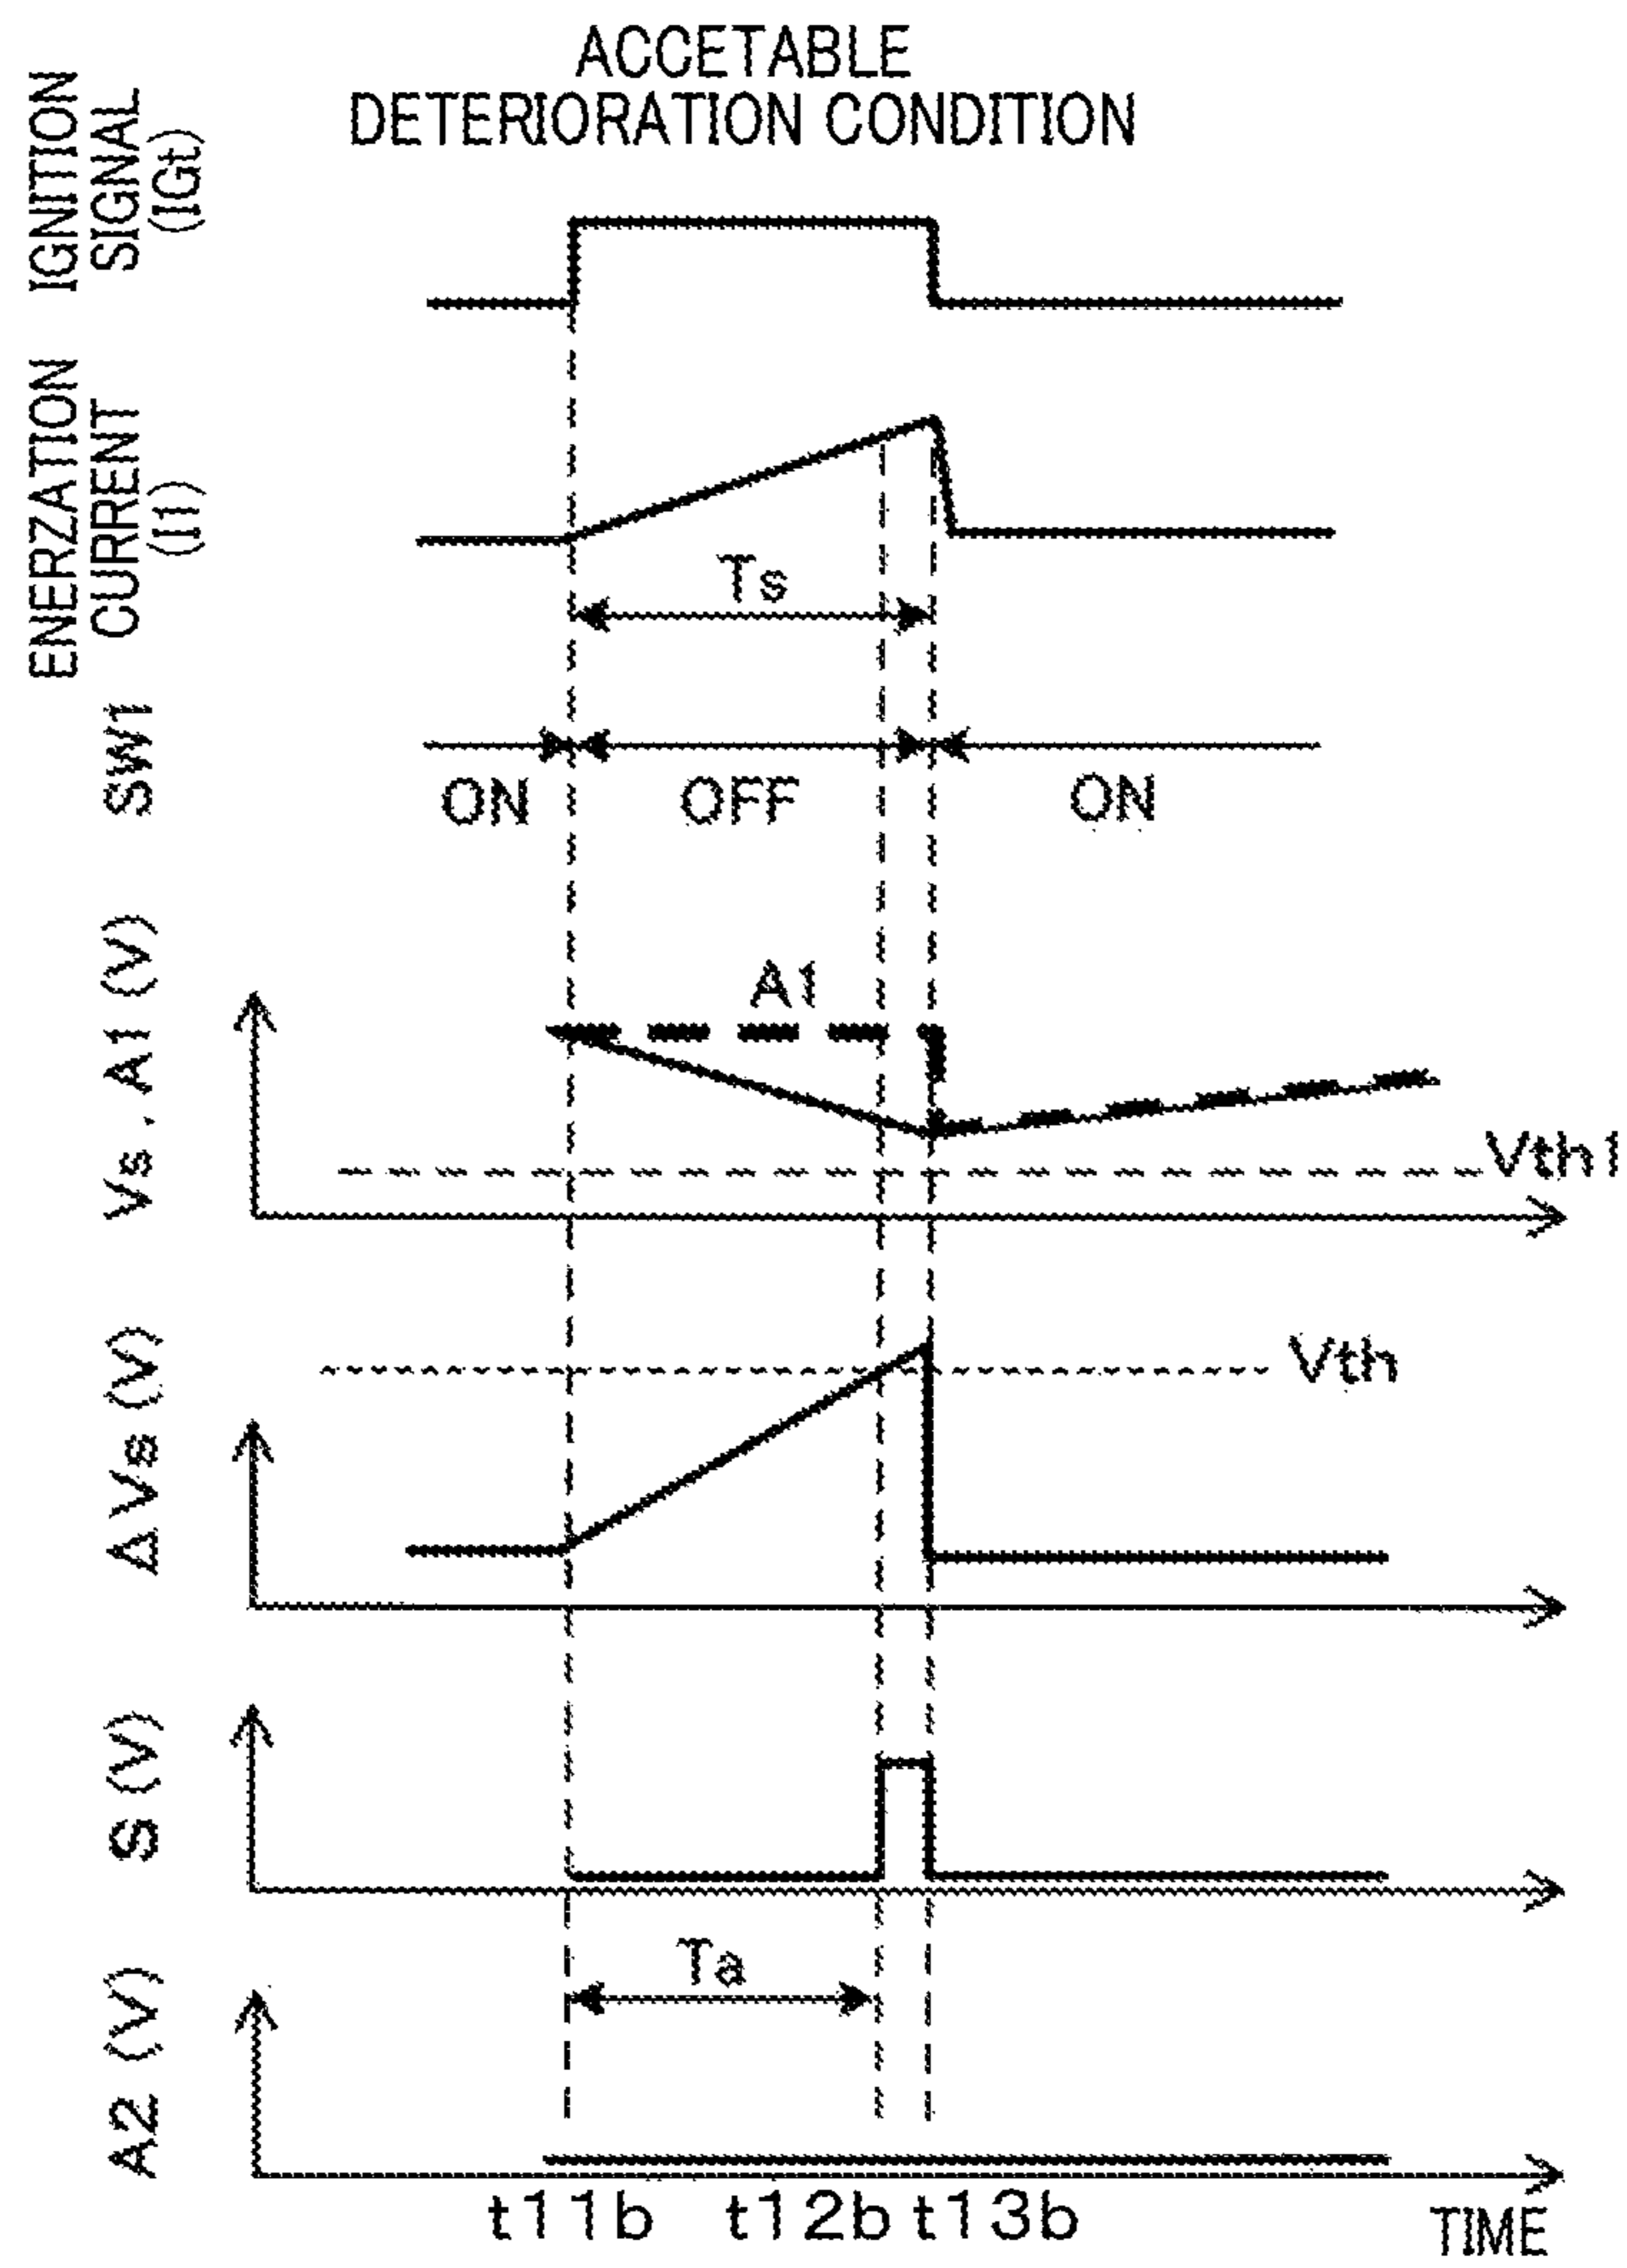 ACCETABLE
DETERIORATION CONDITION
IGNITION
SIGNAL
(IGt)
ENERZATION
CURRENT
(I1)
Ts
SW1
ON
OFF
ON
Vs, A1 (V)
A1
Vth1
ΔVs (V)
Vth
S (V)
A2 (V)
Ta
t11b
t12b
t13b
TIME